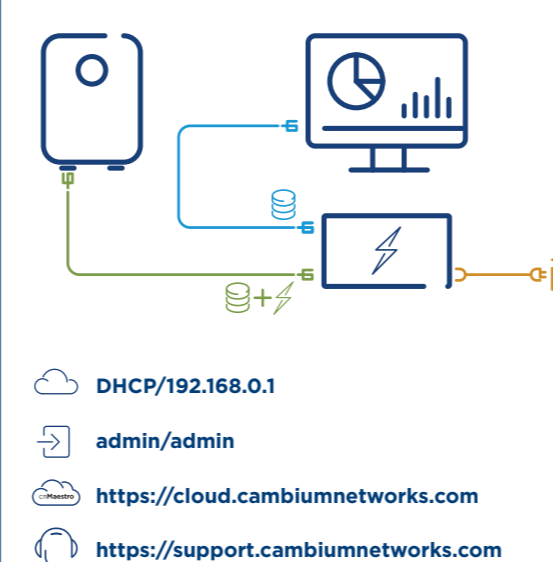 DHCP/192.168.0.1
admin/admin
cnMaestro
https://cloud.cambiumnetworks.com
https://support.cambiumnetworks.com